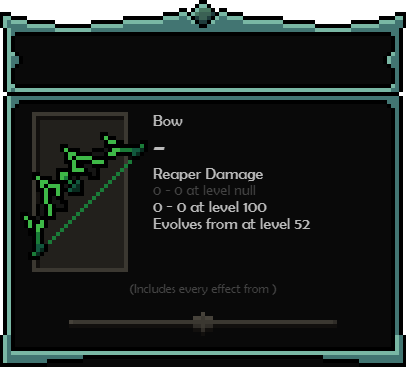 Bow
–
Reaper Damage
0 - 0 at level null
0 - 0 at level 100
Evolves from at level 52
(Includes every effect from )